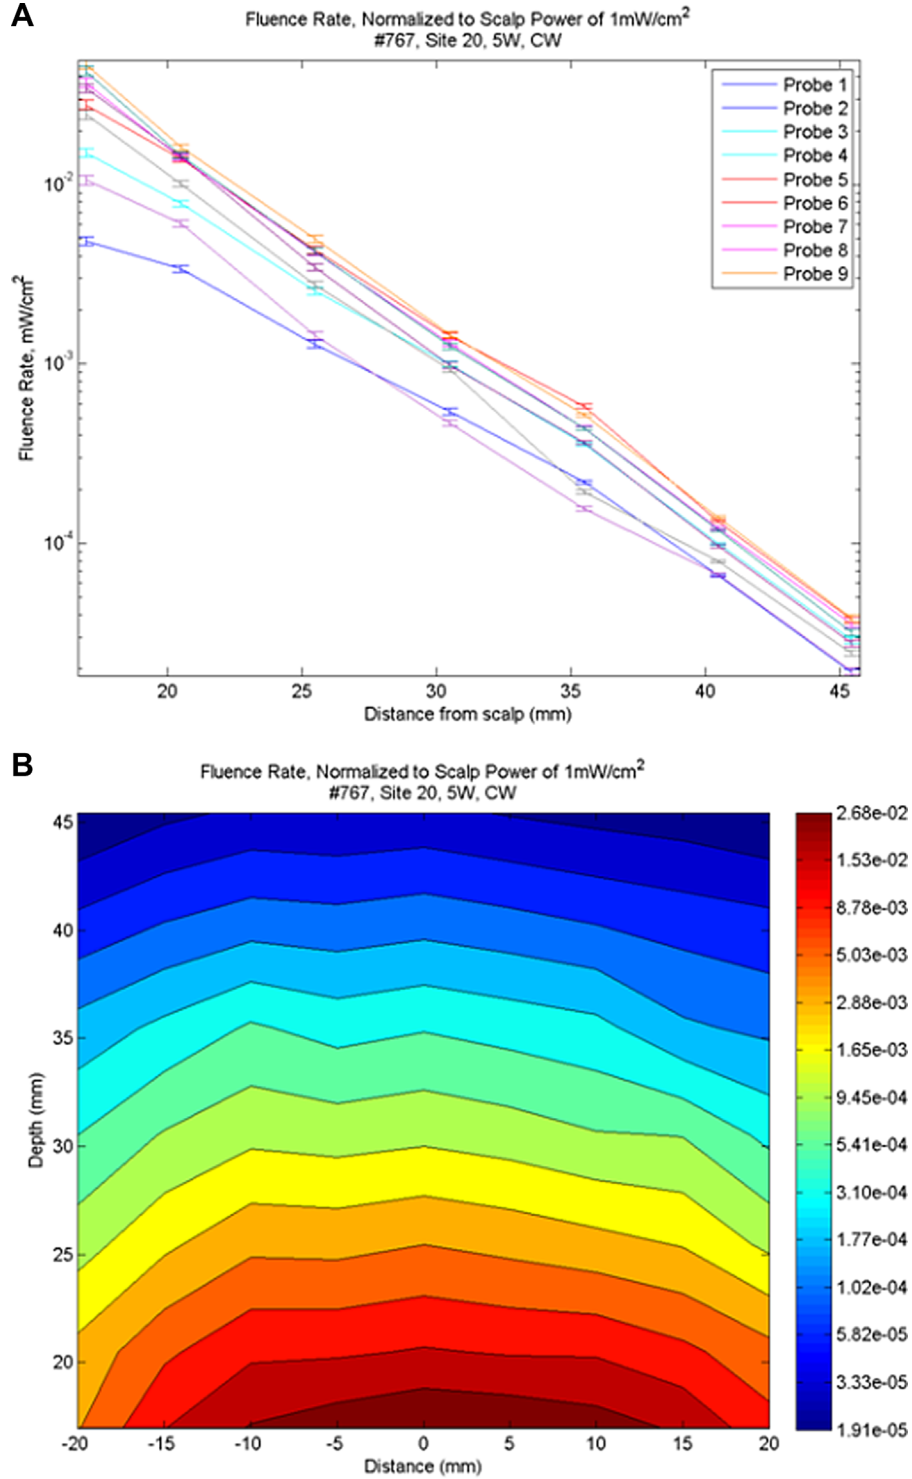 A
Fluence Rate, Normalized to Scalp Power of 1mW/cm2
#767, Site 20, 5W, CW
Probe 1
Probe 2
Probe 3
Probe 4
Probe 5
Probe 6
Probe 7
Probe 8
Probe 9
10-2
10-3
10-4
Fluence Rate, mW/cm2
20 25 30 35 40 45
Distance from scalp (mm)
B
Fluence Rate, Normalized to Scalp Power of 1mW/cm2
#767, Site 20, 5W, CW
45
40
35
30
25
20
Depth (mm)
-20 -15 -10 -5 0 5 10 15 20
Distance (mm)
2.68e-02
1.53e-02
8.78e-03
5.03e-03
2.88e-03
1.65e-03
9.45e-04
5.41e-04
3.10e-04
1.77e-04
1.02e-04
5.82e-05
3.33e-05
1.91e-05